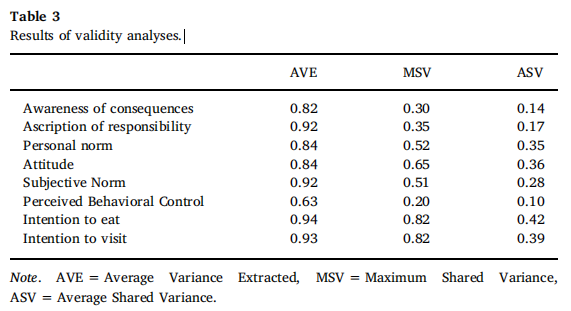 Table 3
Results of validity analyses.
AVE MSV ASV
Awareness of consequences 0.82 0.30 0.14
Ascription of responsibility 0.92 0.35 0.17
Personal norm 0.84 0.52 0.35
Attitude 0.84 0.65 0.36
Subjective Norm 0.92 0.51 0.28
Perceived Behavioral Control 0.63 0.20 0.10
Intention to eat 0.94 0.82 0.42
Intention to visit 0.93 0.82 0.39
Note. AVE = Average Variance Extracted, MSV = Maximum Shared Variance,
ASV = Average Shared Variance.